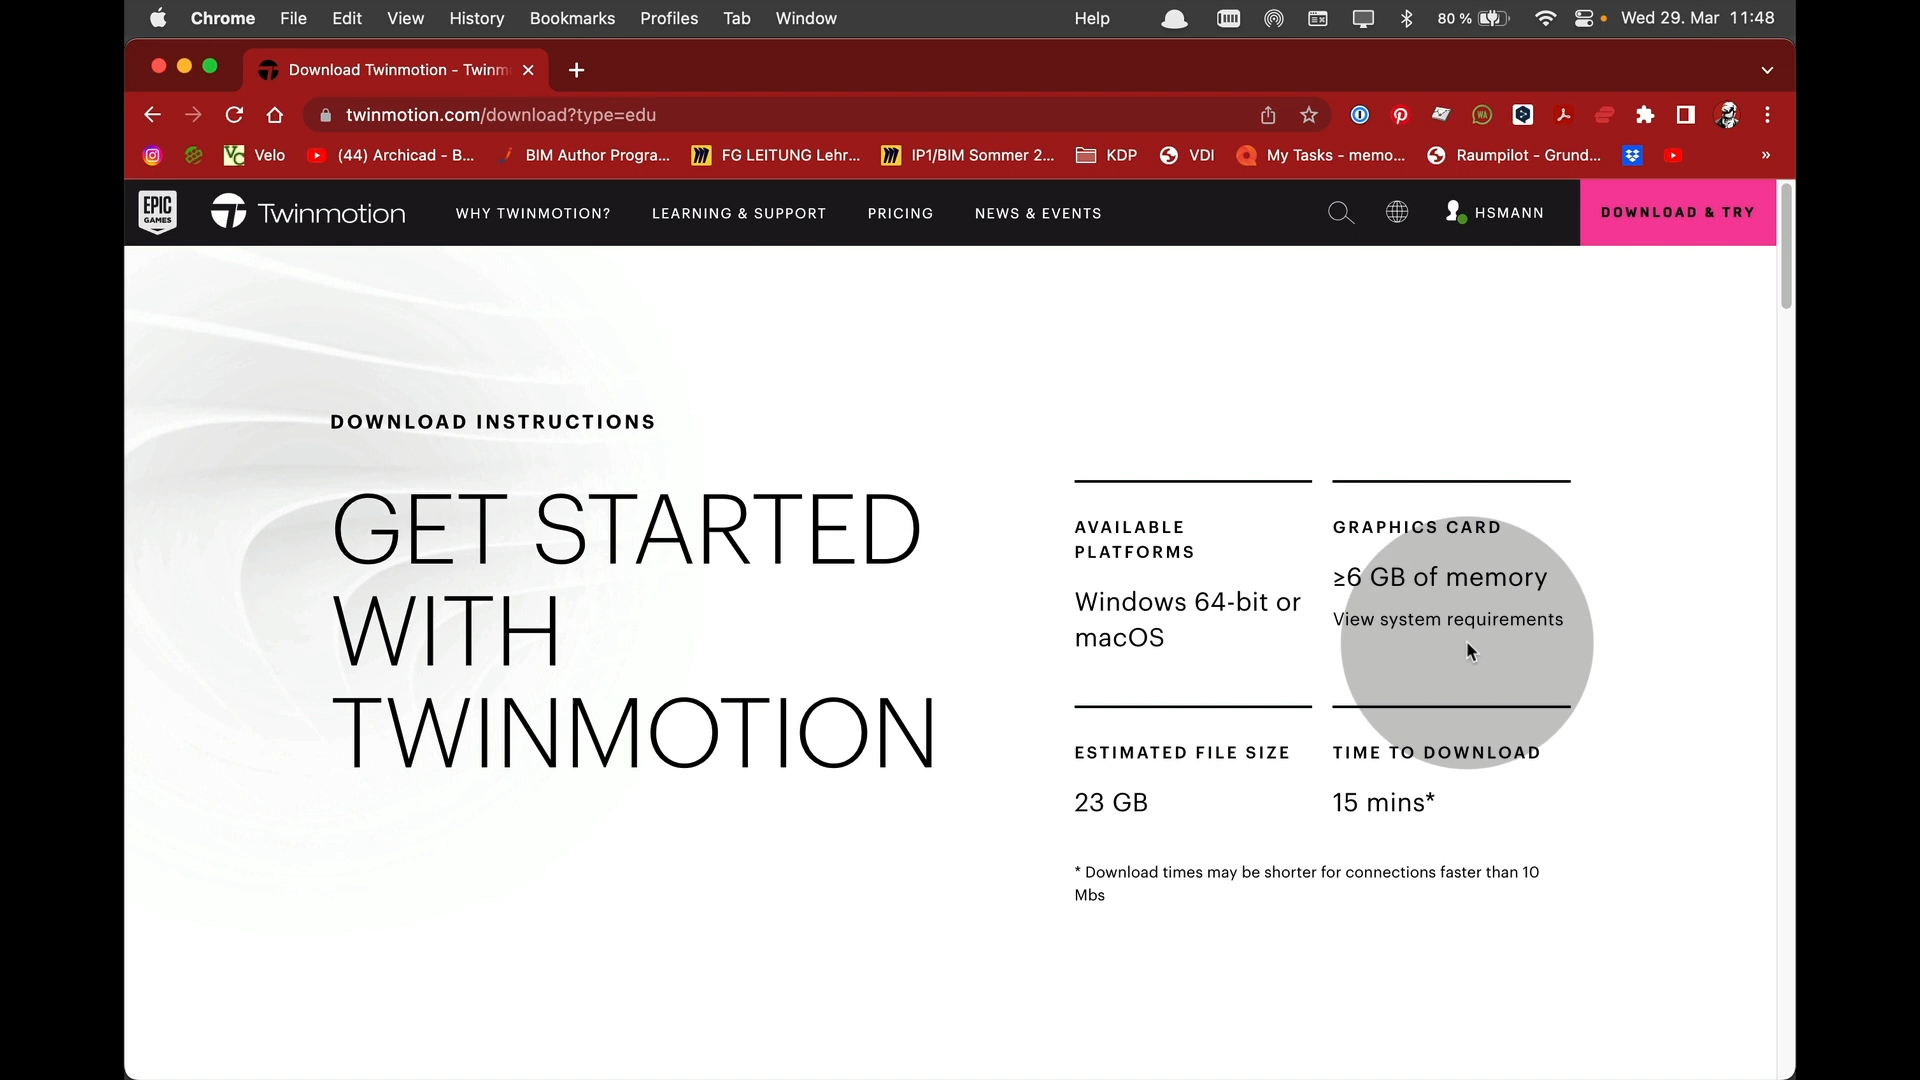 Chrome File Edit View History Bookmarks Profiles Tab Window Help 80 % Wed 29. Mar 11:48
Download Twinmotion - Twinm
twinmotion.com/download?type=edu
Velo (44) Archicad - B... BIM Author Progra... FG LEITUNG Lehr... IP1/BIM Sommer 2... KDP VDI My Tasks - memo... Raumpilot - Grund... »
EPIC GAMES Twinmotion WHY TWINMOTION? LEARNING & SUPPORT PRICING NEWS & EVENTS HSMANN DOWNLOAD & TRY
DOWNLOAD INSTRUCTIONS
GET STARTED
WITH
TWINMOTION
AVAILABLE
PLATFORMS
Windows 64-bit or
macOS
GRAPHICS CARD
≥6 GB of memory
View system requirements
ESTIMATED FILE SIZE
23 GB
TIME TO DOWNLOAD
15 mins*
* Download times may be shorter for connections faster than 10
Mbs